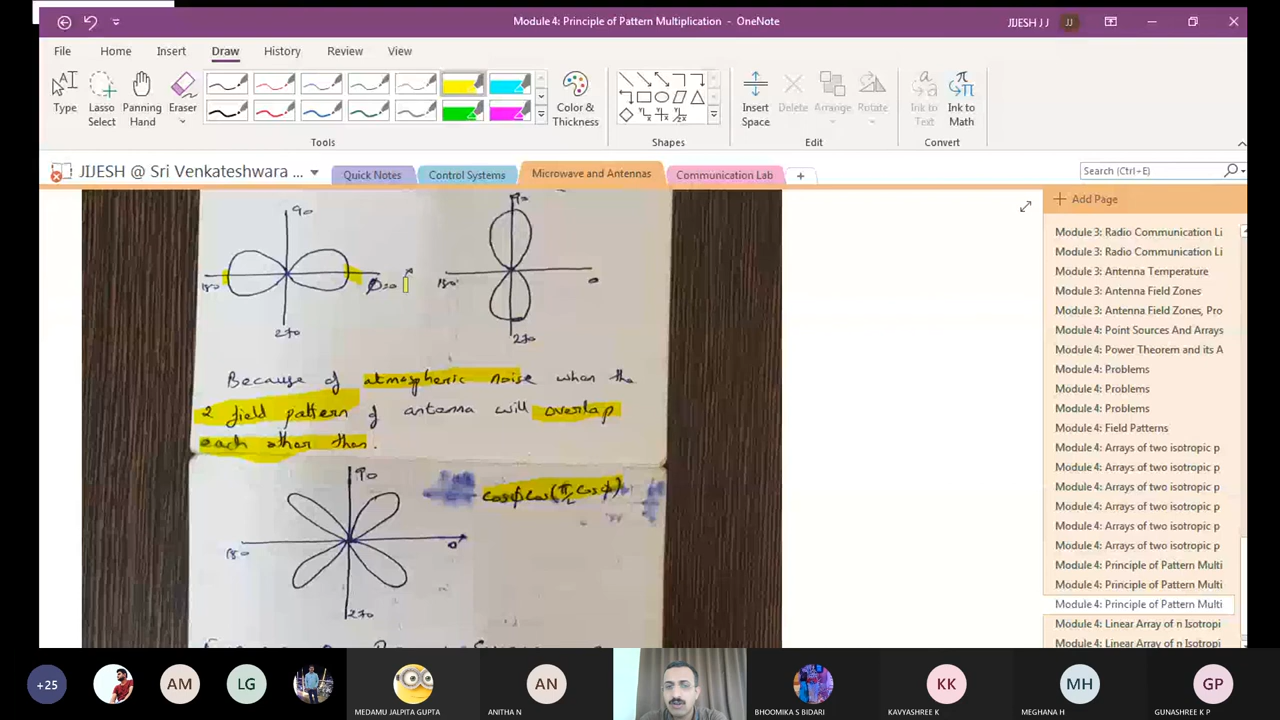 Module 4: Principle of Pattern Multiplication - OneNote
JIJESH J J
JJ
File
Home
Insert
Draw
History
Review
View
Type
Lasso Select
Panning Hand
Eraser
Color & Thickness
Insert Space
Delete
Arrange
Rotate
Ink to Text
Ink to Math
Tools
Shapes
Edit
Convert
JIJESH @ Sri Venkateshwara ...
Quick Notes
Control Systems
Microwave and Antennas
Communication Lab
Search (Ctrl+E)
Add Page
Module 3: Radio Communication Li
Module 3: Radio Communication Li
Module 3: Antenna Temperature
Module 3: Antenna Field Zones
Module 3: Antenna Field Zones, Pro
Module 4: Point Sources And Arrays
Module 4: Power Theorem and its A
Module 4: Problems
Module 4: Problems
Module 4: Problems
Module 4: Field Patterns
Module 4: Arrays of two isotropic p
Module 4: Arrays of two isotropic p
Module 4: Arrays of two isotropic p
Module 4: Arrays of two isotropic p
Module 4: Arrays of two isotropic p
Module 4: Arrays of two isotropic p
Module 4: Principle of Pattern Multi
Module 4: Principle of Pattern Multi
Module 4: Principle of Pattern Multi
Module 4: Linear Array of n Isotropi
Module 4: Linear Array of n Isotropi
90
180
ϕ=0
270
90
180
0
270
Because of atmospheric noise when the
2 field pattern of antenna will overlap
each other then.
90
cosϕ cos(π/2 cosϕ)
180
0
270
+25
AM
LG
MEDAMU JALPITA GUPTA
AN
ANITHA N
BHOOMIKA S BIDARI
KK
KAVYASHREE K
MH
MEGHANA H
GP
GUNASHREE K P